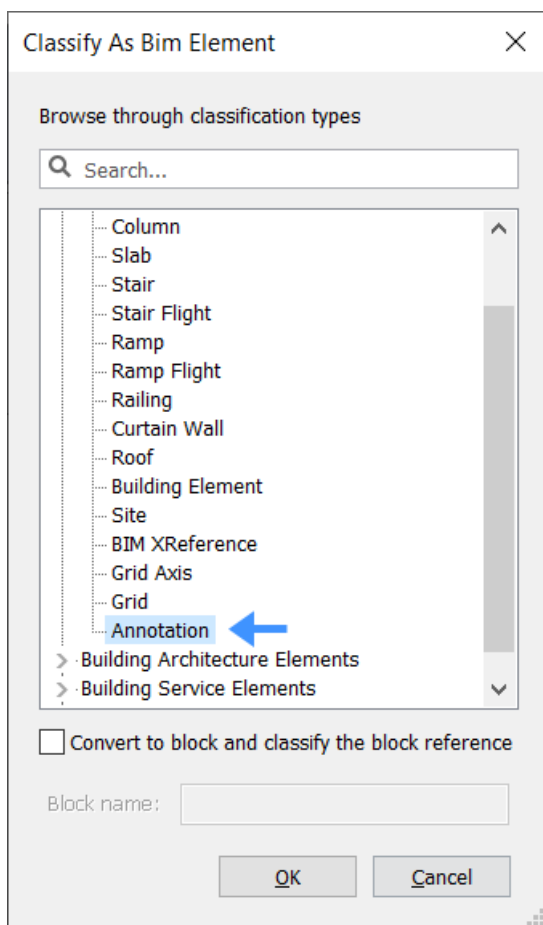 Classify As Bim Element
Browse through classification types
Search...
Column
Slab
Stair
Stair Flight
Ramp
Ramp Flight
Railing
Curtain Wall
Roof
Building Element
Site
BIM XReference
Grid Axis
Grid
Annotation
Building Architecture Elements
Building Service Elements
Convert to block and classify the block reference
Block name:
OK Cancel